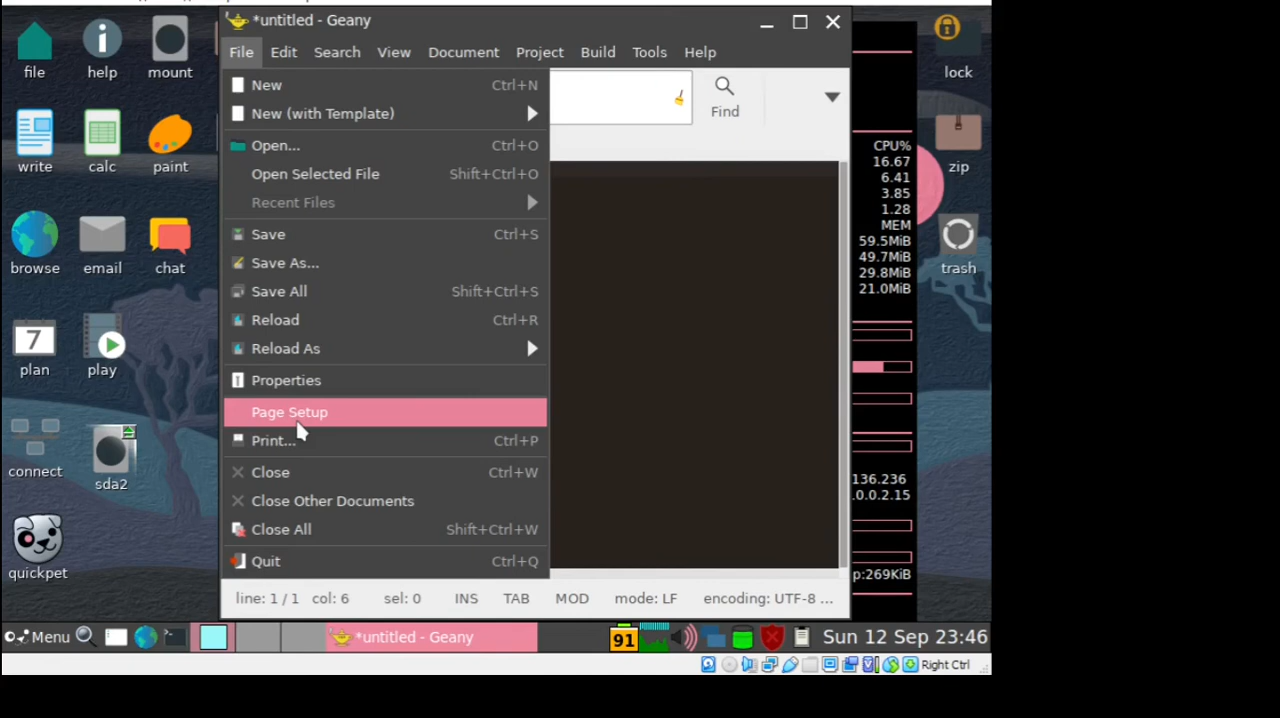 *untitled - Geany
File Edit Search View Document Project Build Tools Help
New Ctrl+N
New (with Template)
Open... Ctrl+O
Open Selected File Shift+Ctrl+O
Recent Files
Save Ctrl+S
Save As...
Save All Shift+Ctrl+S
Reload Ctrl+R
Reload As
Properties
Page Setup
Print... Ctrl+P
Close Ctrl+W
Close Other Documents
Close All Shift+Ctrl+W
Quit Ctrl+Q
Find
line: 1 / 1 col: 6 sel: 0 INS TAB MOD mode: LF encoding: UTF-8 ...
file help mount
write calc paint
browse email chat
7
plan play
connect sda2
quickpet
lock
zip
trash
CPU%
16.67
6.41
3.85
1.28
MEM
59.5MiB
49.7MiB
29.8MiB
21.0MiB
136.236
.0.0.2.15
p:269KiB
Menu *untitled - Geany 91 Sun 12 Sep 23:46
Right Ctrl